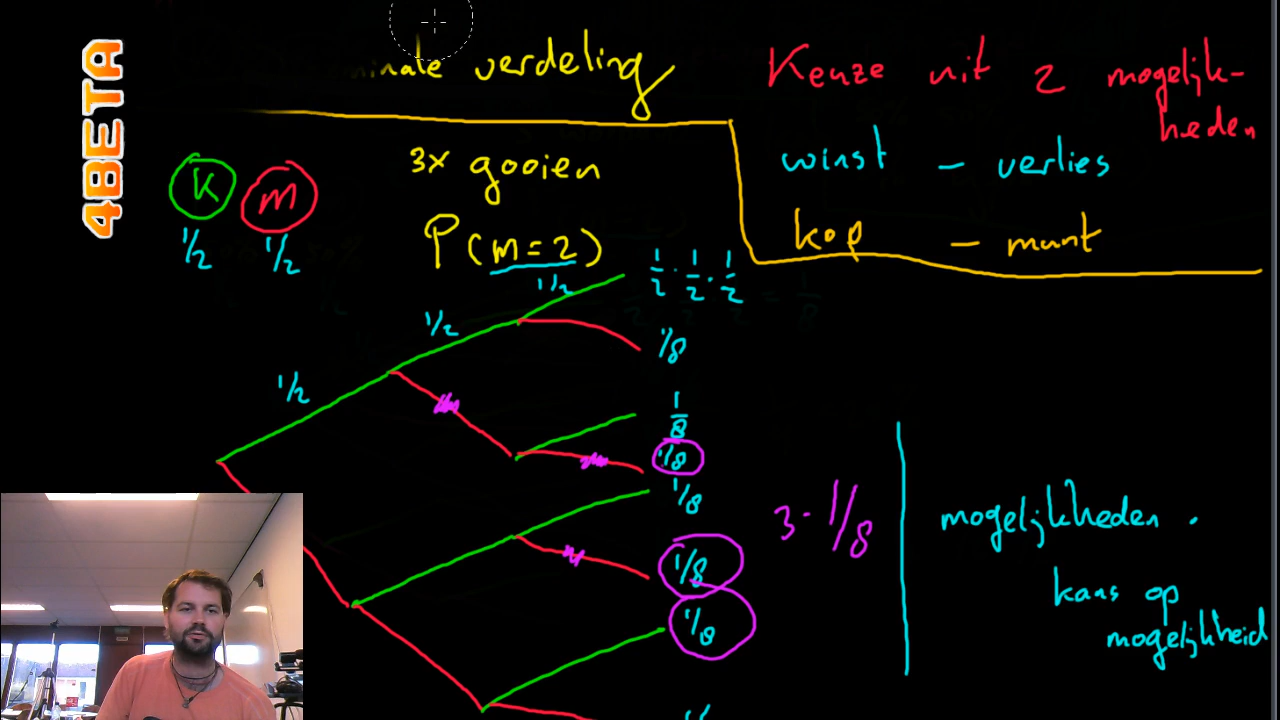 4BETA
verdeling
Keuze uit 2 mogelijk-
heden
winst - verlies
kop - munt
K M
1/2 1/2
3x gooien
P(m=2)
1/2
1/2
1/2
1/2 · 1/2 · 1/2
1/8
1/8
1/8
1/8
1/8
1/8
3 · 1/8
mogelijkheden ·
kans op
mogelijkheid